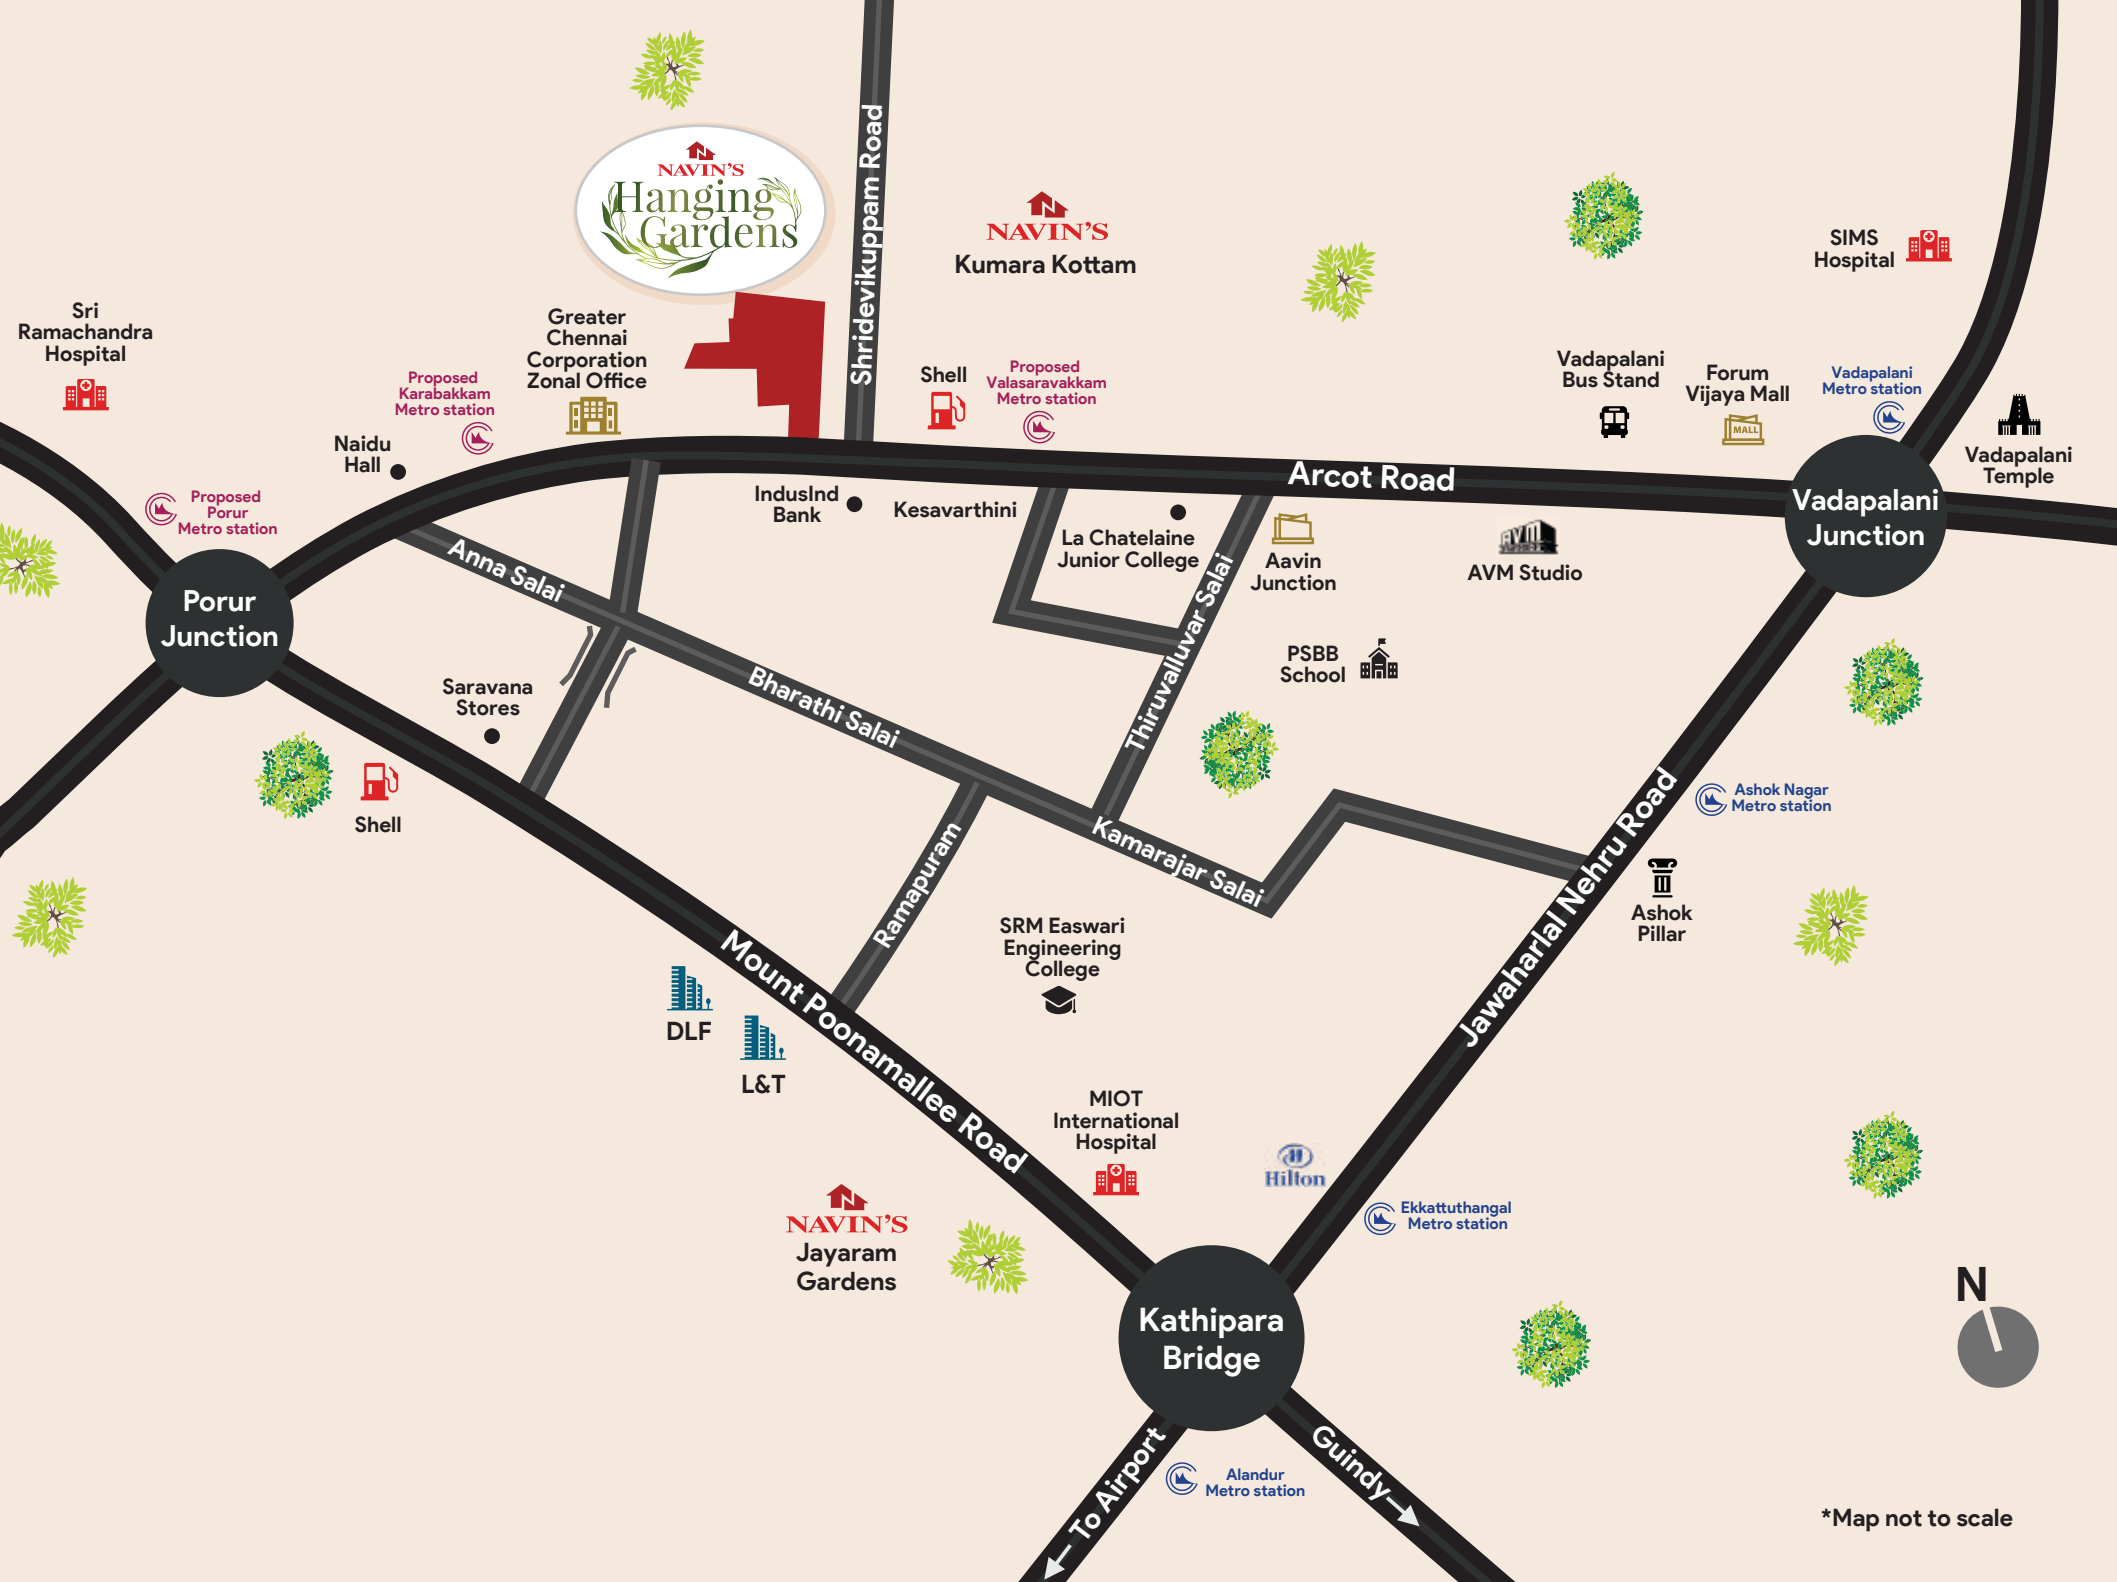 NAVIN'S
Hanging
Gardens
Shridevikuppam Road
NAVIN'S
Kumara Kottam
SIMS
Hospital
Sri
Ramachandra
Hospital
Greater
Chennai
Corporation
Zonal Office
Proposed
Karabakkam
Metro station
Naidu
Hall
Shell
Proposed
Valasaravakkam
Metro station
Vadapalani
Bus Stand
Forum
Vijaya Mall
MALL
Vadapalani
Metro station
Vadapalani
Temple
Proposed
Porur
Metro station
Arcot Road
Vadapalani
Junction
IndusInd
Bank
Kesavarthini
La Chatelaine
Junior College
Aavin
Junction
AVM
AVM Studio
Porur
Junction
Anna Salai
Thiruvalluvar Salai
PSBB
School
Saravana
Stores
Bharathi Salai
Shell
Ashok Nagar
Metro station
Kamarajar Salai
Ramapuram
Jawaharlal Nehru Road
Ashok
Pillar
SRM Easwari
Engineering
College
Mount Poonamallee Road
DLF
L&T
MIOT
International
Hospital
H
Hilton
NAVIN'S
Jayaram
Gardens
Ekkattuthangal
Metro station
N
Kathipara
Bridge
To Airport
Guindy
Alandur
Metro station
*Map not to scale